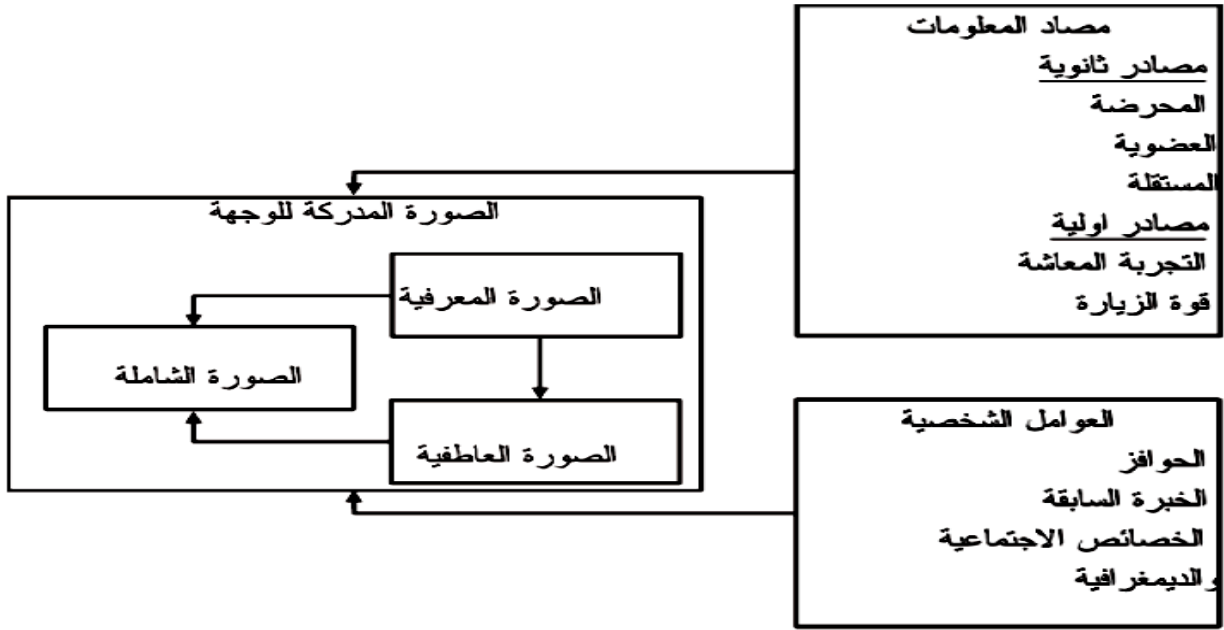 مصاد المعلومات
مصادر ثانوية
المحرضة
العضوية
المستقلة
مصادر اولية
التجربة المعاشة
قوة الزيارة
الصورة المدركة للوجهة
الصورة المعرفية
الصورة الشاملة
الصورة العاطفية
العوامل الشخصية
الحوافز
الخبرة السابقة
الخصائص الاجتماعية
والديمغرافية